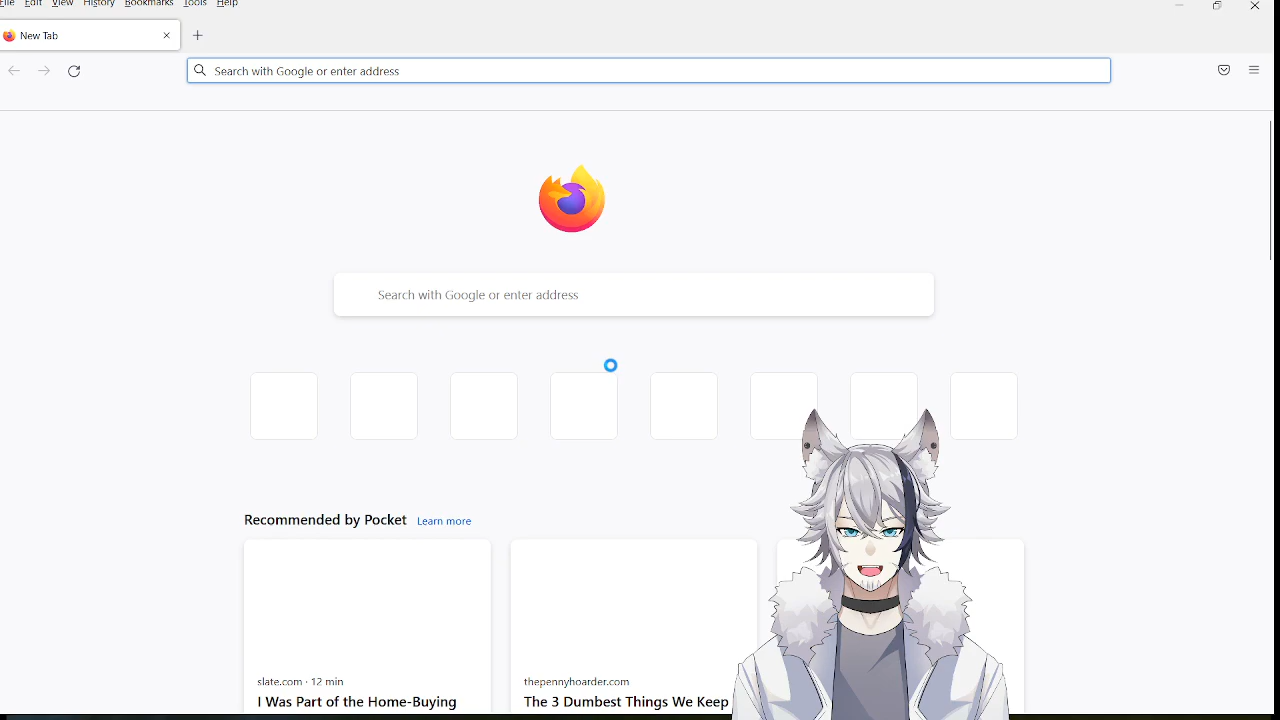 File Edit View History Bookmarks Tools Help
New Tab
Search with Google or enter address
Search with Google or enter address
Recommended by Pocket Learn more
slate.com · 12 min
thepennyhoarder.com
I Was Part of the Home-Buying
The 3 Dumbest Things We Keep